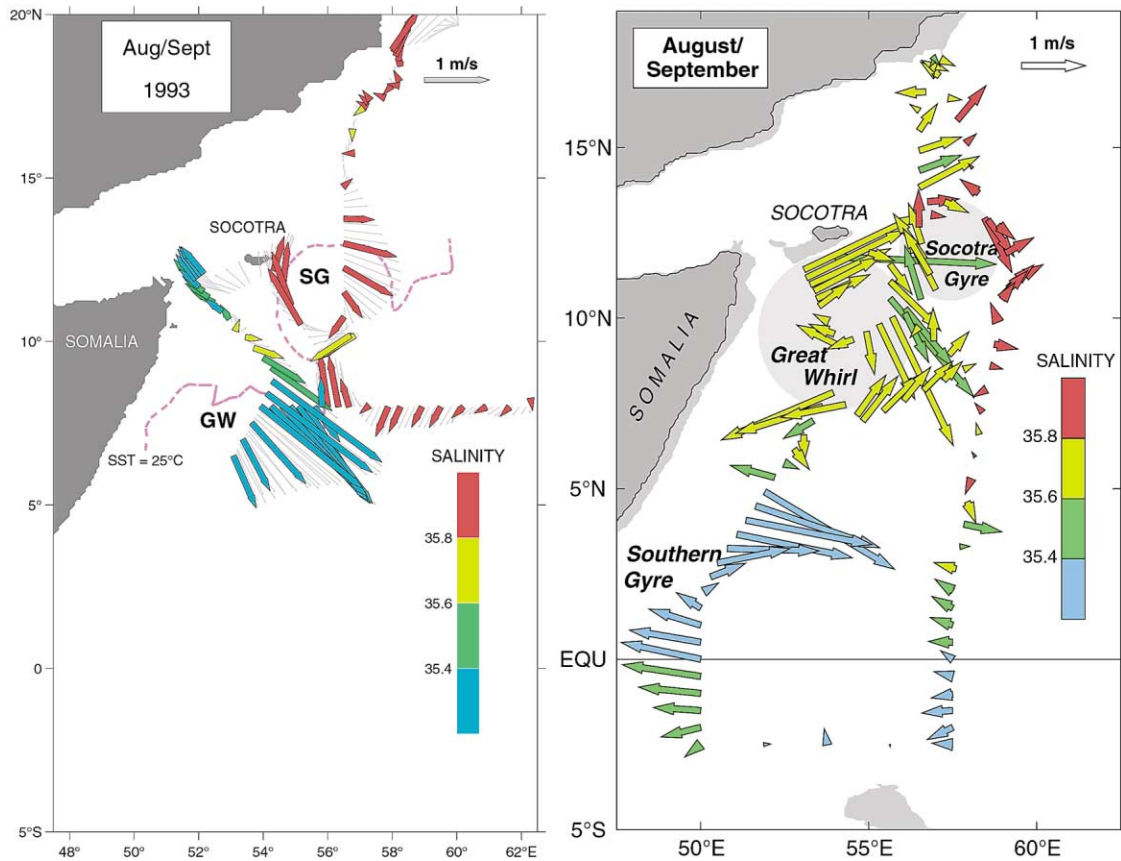 20°N
Aug/Sept
1993
1 m/s
15°
SOCOTRA
SG
10°
SOMALIA
GW
SST = 25°C
SALINITY
5°
35.8
35.6
0
35.4
5°S
48°
50°
52°
54°
56°
58°
60°
62°E
August/
September
1 m/s
15°N
SOCOTRA
Socotra
Gyre
10°N
SOMALIA
Great
Whirl
SALINITY
35.8
35.6
5°N
35.4
Southern
Gyre
EQU
5°S
50°E
55°E
60°E